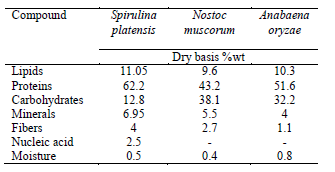 Compound Spirulina platensis Nostoc muscorum Anabaena oryzae
Dry basis %wt
Lipids 11.05 9.6 10.3
Proteins 62.2 43.2 51.6
Carbohydrates 12.8 38.1 32.2
Minerals 6.95 5.5 4
Fibers 4 2.7 1.1
Nucleic acid 2.5 - -
Moisture 0.5 0.4 0.8